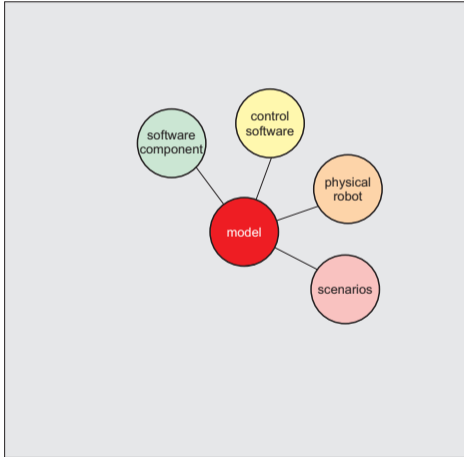 control
software
software
component
physical
robot
model
scenarios